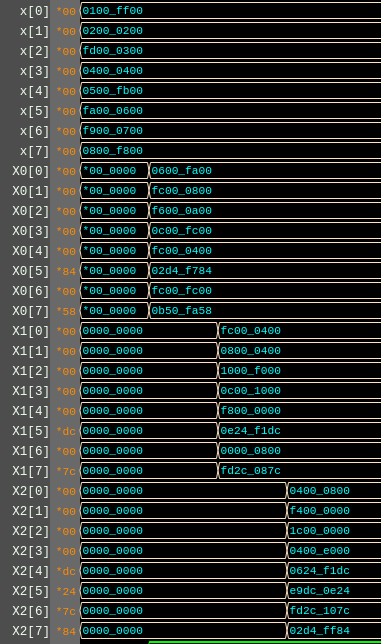 x[0] *00 0100_ff00
x[1] *00 0200_0200
x[2] *00 fd00_0300
x[3] *00 0400_0400
x[4] *00 0500_fb00
x[5] *00 fa00_0600
x[6] *00 f900_0700
x[7] *00 0800_f800
X0[0] *00 *00_0000 0600_fa00
X0[1] *00 *00_0000 fc00_0800
X0[2] *00 *00_0000 f600_0a00
X0[3] *00 *00_0000 0c00_fc00
X0[4] *00 *00_0000 fc00_0400
X0[5] *84 *00_0000 02d4_f784
X0[6] *00 *00_0000 fc00_fc00
X0[7] *58 *00_0000 0b50_fa58
X1[0] *00 0000_0000 fc00_0400
X1[1] *00 0000_0000 0800_0400
X1[2] *00 0000_0000 1000_f000
X1[3] *00 0000_0000 0c00_1000
X1[4] *00 0000_0000 f800_0000
X1[5] *dc 0000_0000 0e24_f1dc
X1[6] *00 0000_0000 0000_0800
X1[7] *7c 0000_0000 fd2c_087c
X2[0] *00 0000_0000 0400_0800
X2[1] *00 0000_0000 f400_0000
X2[2] *00 0000_0000 1c00_0000
X2[3] *00 0000_0000 0400_e000
X2[4] *dc 0000_0000 0624_f1dc
X2[5] *24 0000_0000 e9dc_0e24
X2[6] *7c 0000_0000 fd2c_107c
X2[7] *84 0000_0000 02d4_ff84